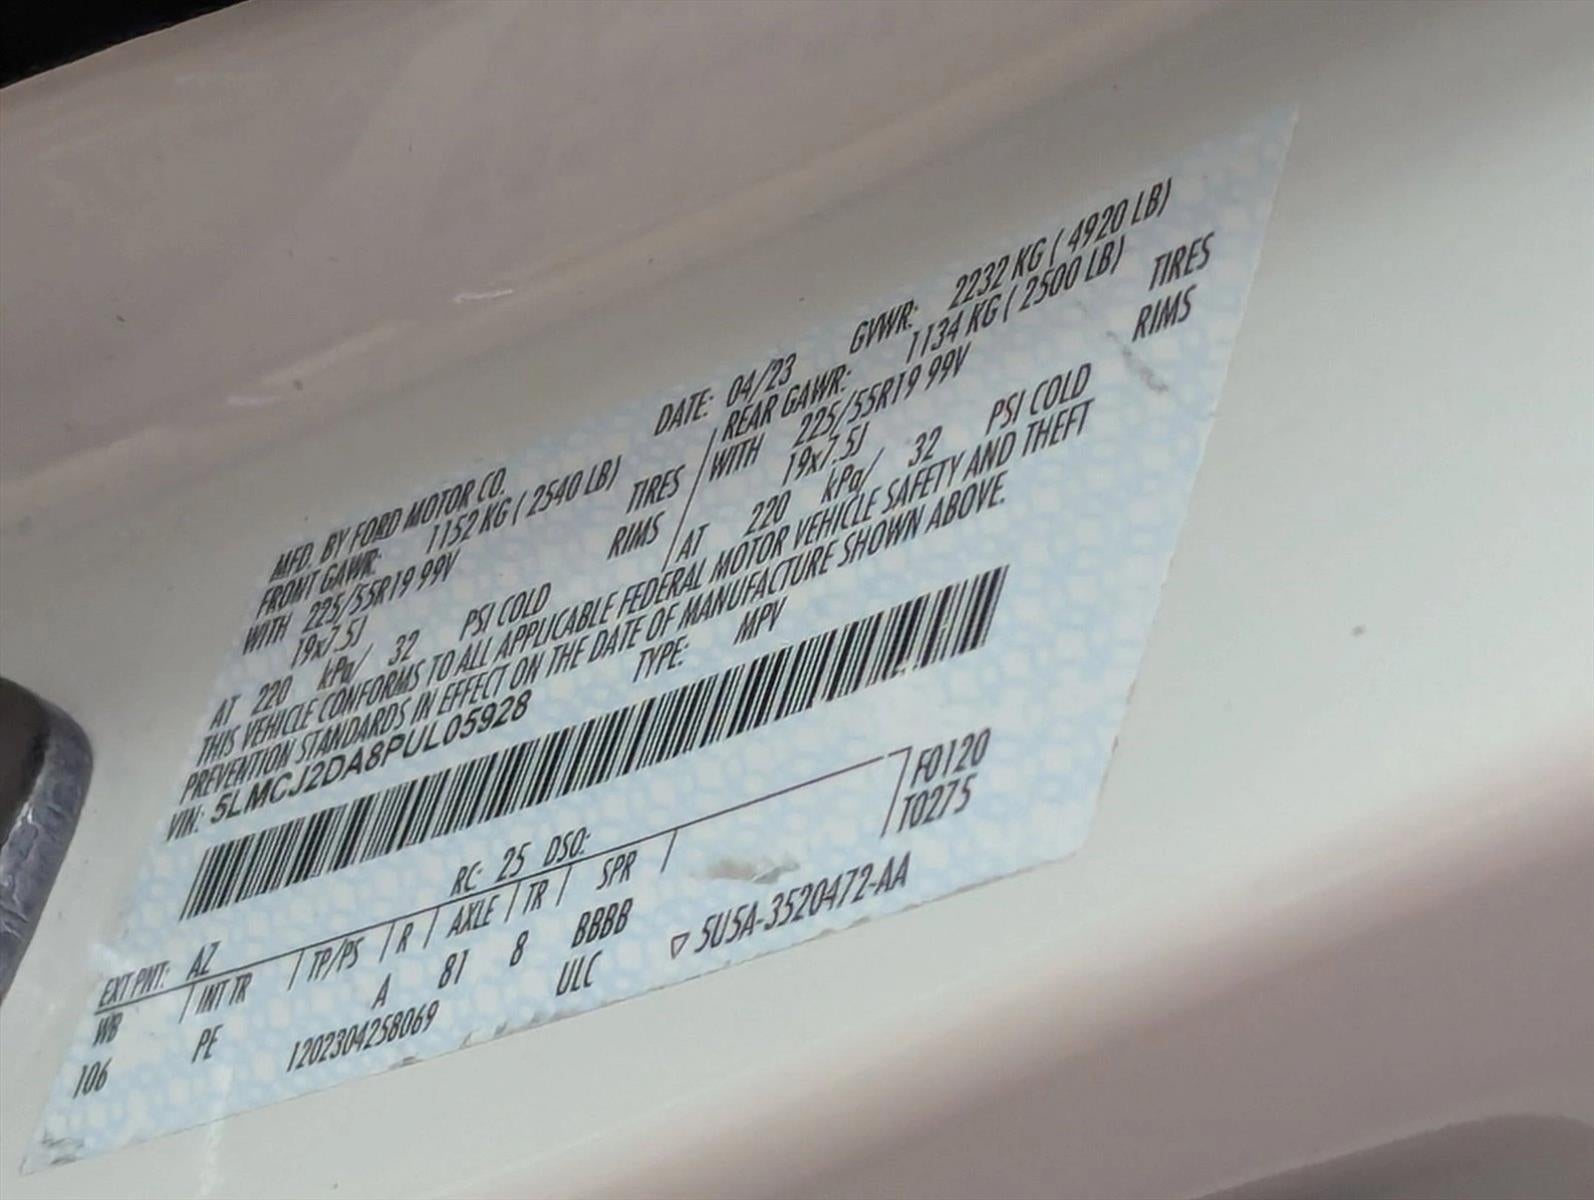 MFD. BY FORD MOTOR CO. DATE: 04/23 GVWR: 2232 KG ( 4920 LB)
FRONT GAWR: 1152 KG ( 2540 LB) REAR GAWR: 1134 KG ( 2500 LB)
WITH 225/55R19 99V TIRES WITH 225/55R19 99V TIRES
19x7.5J RIMS 19x7.5J RIMS
AT 220 kPa/ 32 PSI COLD AT 220 kPa/ 32 PSI COLD
THIS VEHICLE CONFORMS TO ALL APPLICABLE FEDERAL MOTOR VEHICLE SAFETY AND THEFT
PREVENTION STANDARDS IN EFFECT ON THE DATE OF MANUFACTURE SHOWN ABOVE.
VIN: 5LMCJ2DA8PUL05928 TYPE: MPV
EXT PNT: AZ RC: 25 DSO: F0120
WB INT TR TP/PS R AXLE TR SPR T0275
106 PE A 81 8 BBBB
1202304258069 ULC 5U5A-3520472-AA